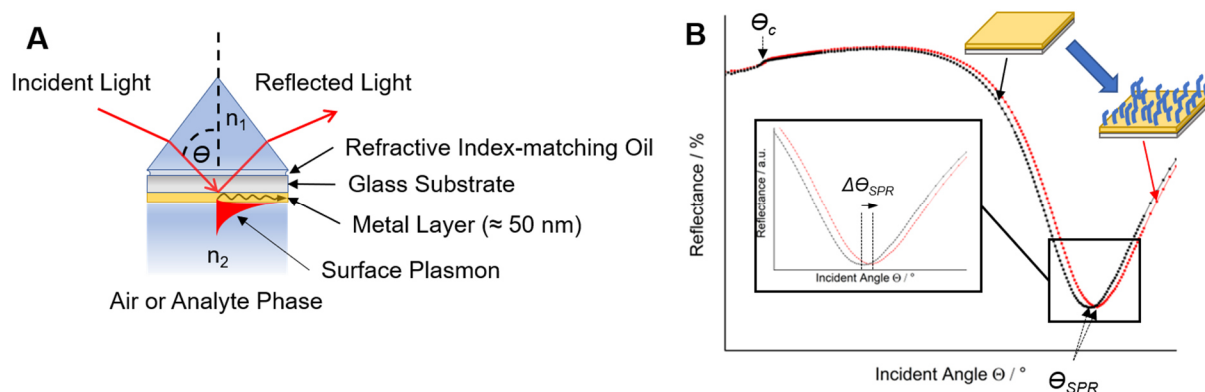 A
Incident Light
Reflected Light
n1
Θ
Refractive Index-matching Oil
Glass Substrate
Metal Layer (≈ 50 nm)
n2
Surface Plasmon
Air or Analyte Phase
B
Θc
Reflectance / %
Reflectance / a.u.
ΔΘSPR
Incident Angle Θ / °
ΘSPR
Incident Angle Θ / °